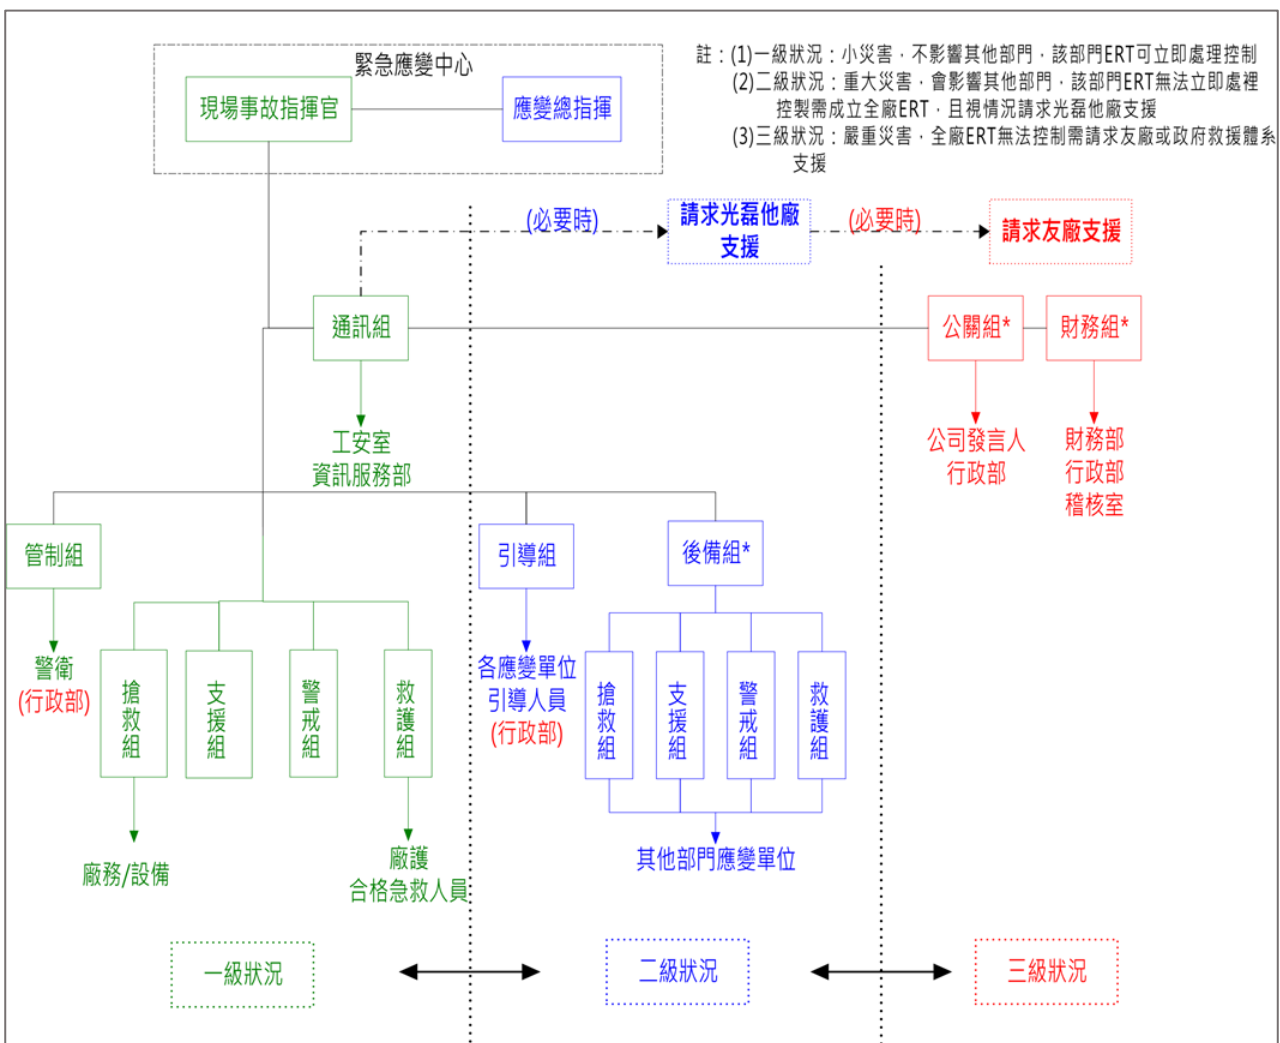 緊急應變中心
現場事故指揮官
應變總指揮
註：(1)一級狀況：小災害，不影響其他部門，該部門ERT可立即處理控制
(2)二級狀況：重大災害，會影響其他部門，該部門ERT無法立即處裡
控製需成立全廠ERT，且視情況請求光磊他廠支援
(3)三級狀況：嚴重災害，全廠ERT無法控制需請求友廠或政府救援體系
支援
(必要時)
請求光磊他廠
支援
(必要時)
請求友廠支援
通訊組
公關組*
財務組*
工安室
資訊服務部
公司發言人
行政部
財務部
行政部
稽核室
管制組
引導組
後備組*
警衛
(行政部)
搶救組
支援組
警戒組
救護組
各應變單位
引導人員
(行政部)
搶救組
支援組
警戒組
救護組
廠務/設備
廠護
合格急救人員
其他部門應變單位
一級狀況
二級狀況
三級狀況